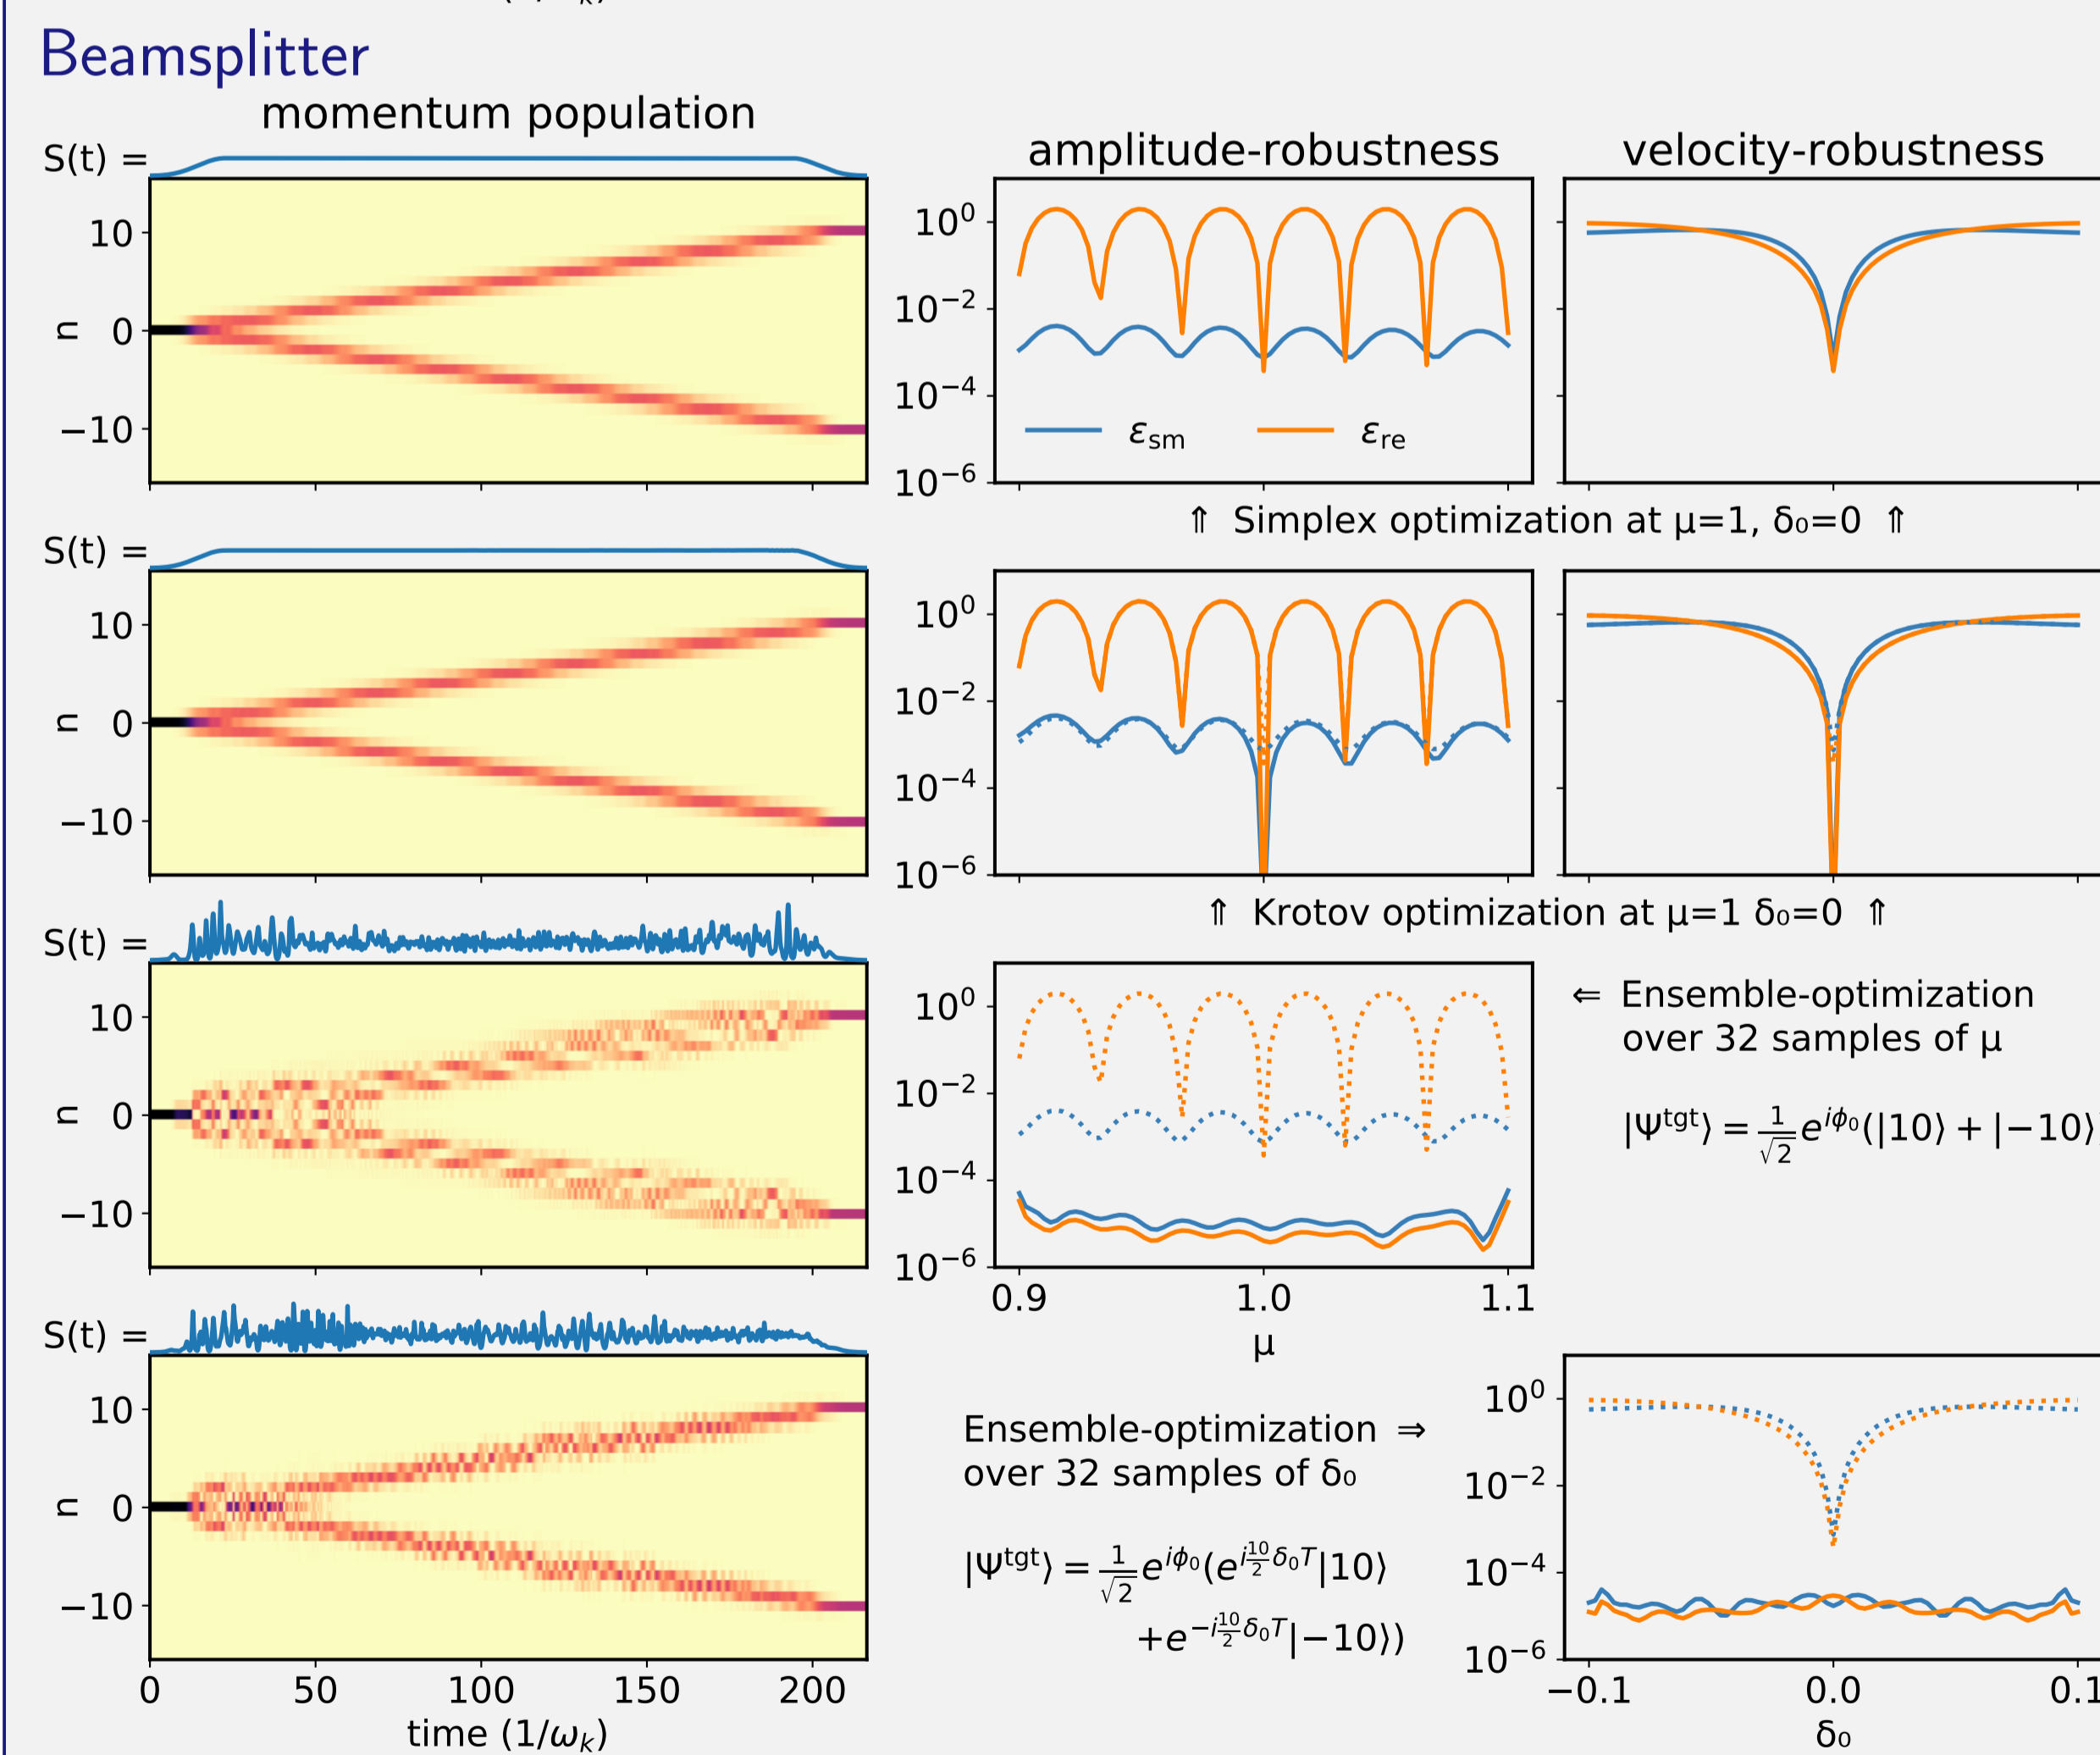 Beamsplitter
momentum population
amplitude-robustness
velocity-robustness
S(t) =
10
0
−10
n
10⁰
10⁻²
10⁻⁴
10⁻⁶
ε_sm
ε_re
⇑ Simplex optimization at μ=1, δ₀=0 ⇑
S(t) =
10
0
−10
n
10⁰
10⁻²
10⁻⁴
10⁻⁶
⇑ Krotov optimization at μ=1 δ₀=0 ⇑
S(t) =
10
0
−10
n
10⁰
10⁻²
10⁻⁴
10⁻⁶
0.9 1.0 1.1
μ
⇐ Ensemble-optimization
over 32 samples of μ
|Ψ^tgt⟩ = 1/√2 e^{iϕ₀}(|10⟩ + |−10⟩
S(t) =
10
0
−10
n
0 50 100 150 200
time (1/ω_k)
Ensemble-optimization ⇒
over 32 samples of δ₀
|Ψ^tgt⟩ = 1/√2 e^{iϕ₀}(e^{i 10/2 δ₀T}|10⟩
+e^{−i 10/2 δ₀T}|−10⟩)
10⁰
10⁻²
10⁻⁴
10⁻⁶
−0.1 0.0 0.1
δ₀